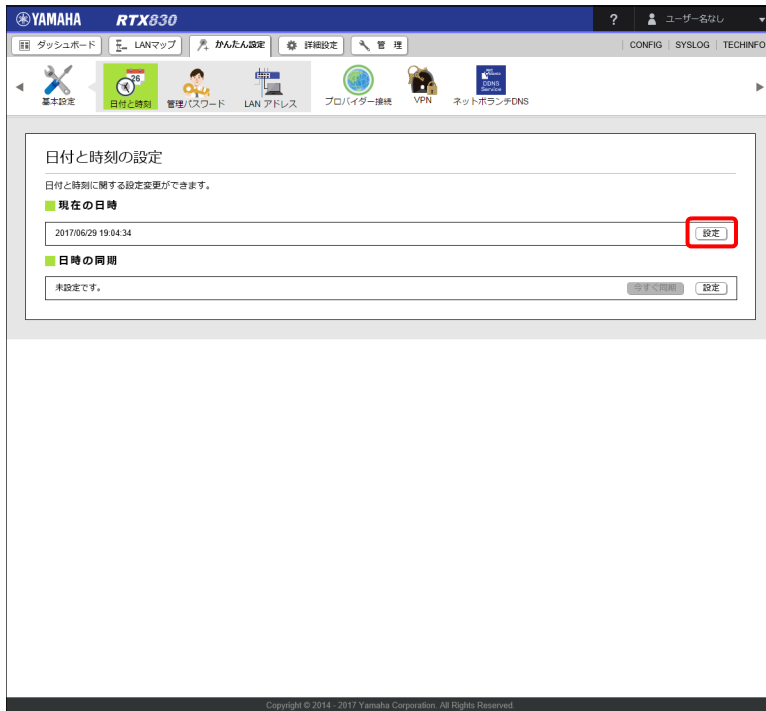 YAMAHA RTX830 ? ユーザー名なし
ダッシュボード LANマップ かんたん設定 詳細設定 管 理 CONFIG SYSLOG TECHINFO
基本設定 26 日付と時刻 管理パスワード LAN アドレス プロバイダー接続 VPN DDNS Service ネットボランチDNS
日付と時刻の設定
日付と時刻に関する設定変更ができます。
現在の日時
2017/06/29 19:04:34 設定
日時の同期
未設定です。 今すぐ同期 設定
Copyright © 2014 - 2017 Yamaha Corporation. All Rights Reserved.